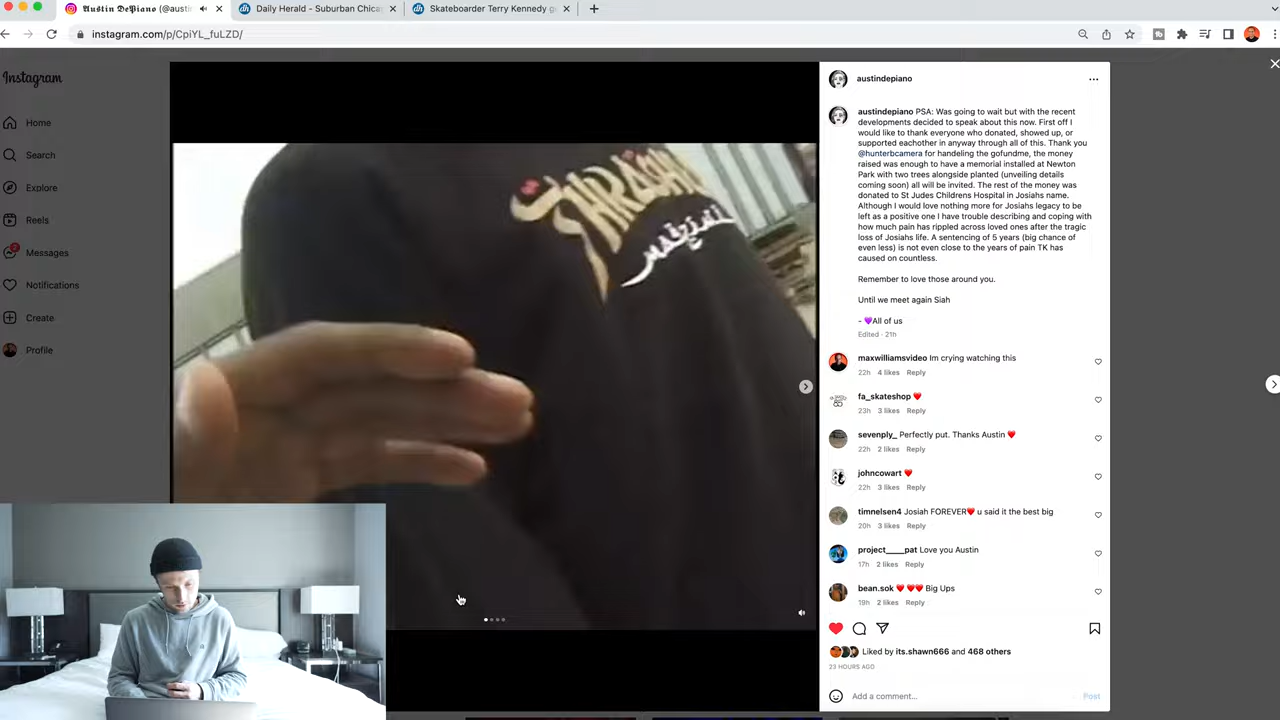 𝕬𝖚𝖘𝖙𝖎𝖓 𝕯𝖊𝕻𝖎𝖆𝖓𝖔 (@austi
Daily Herald - Suburban Chica
Skateboarder Terry Kennedy g
instagram.com/p/CpiYL_fuLZD/
Instagram
Home
Search
Explore
Reels
2
Messages
Notifications
Create
Profile
austindepiano
austindepiano PSA: Was going to wait but with the recent
developments decided to speak about this now. First off I
would like to thank everyone who donated, showed up, or
supported eachother in anyway through all of this. Thank you
@hunterbcamera for handeling the gofundme, the money
raised was enough to have a memorial installed at Newton
Park with two trees alongside planted (unveiling details
coming soon) all will be invited. The rest of the money was
donated to St Judes Childrens Hospital in Josiahs name.
Although I would love nothing more for Josiahs legacy to be
left as a positive one I have trouble describing and coping with
how much pain has rippled across loved ones after the tragic
loss of Josiahs life. A sentencing of 5 years (big chance of
even less) is not even close to the years of pain TK has
caused on countless.
Remember to love those around you.
Until we meet again Siah
- 💜All of us
Edited · 21h
maxwilliamsvideo Im crying watching this
22h 4 likes Reply
fa_skateshop ❤️
23h 3 likes Reply
sevenply_ Perfectly put. Thanks Austin ❤️
22h 2 likes Reply
johncowart ❤️
22h 3 likes Reply
timnelsen4 Josiah FOREVER❤️ u said it the best big
20h 3 likes Reply
project_____pat Love you Austin
17h 2 likes Reply
bean.sok ❤️ ❤️❤️ Big Ups
19h 2 likes Reply
Liked by its.shawn666 and 468 others
23 HOURS AGO
Add a comment...
Post